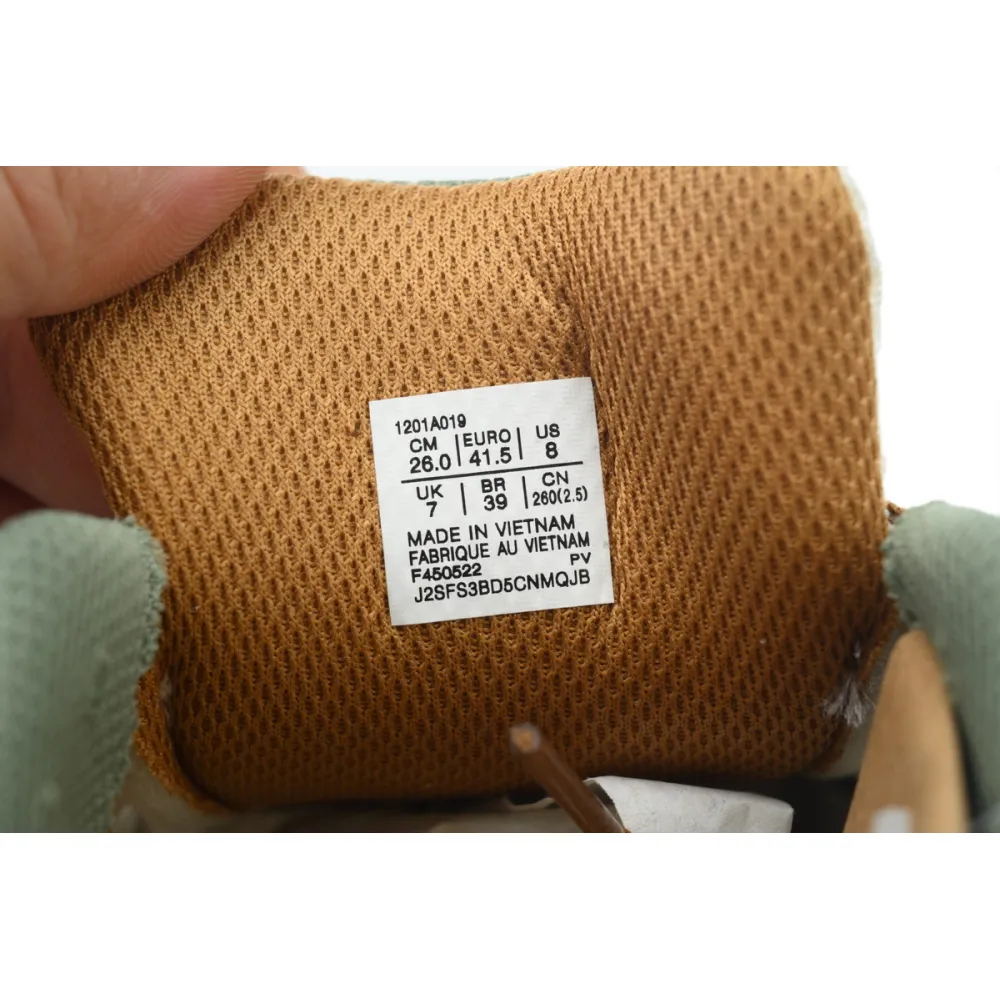 1201A019
CM EURO US
26.0 41.5 8
UK BR CN
7 39 260(2.5)
MADE IN VIETNAM
FABRIQUE AU VIETNAM
F450522 PV
J2SFS3BD5CNMQJB